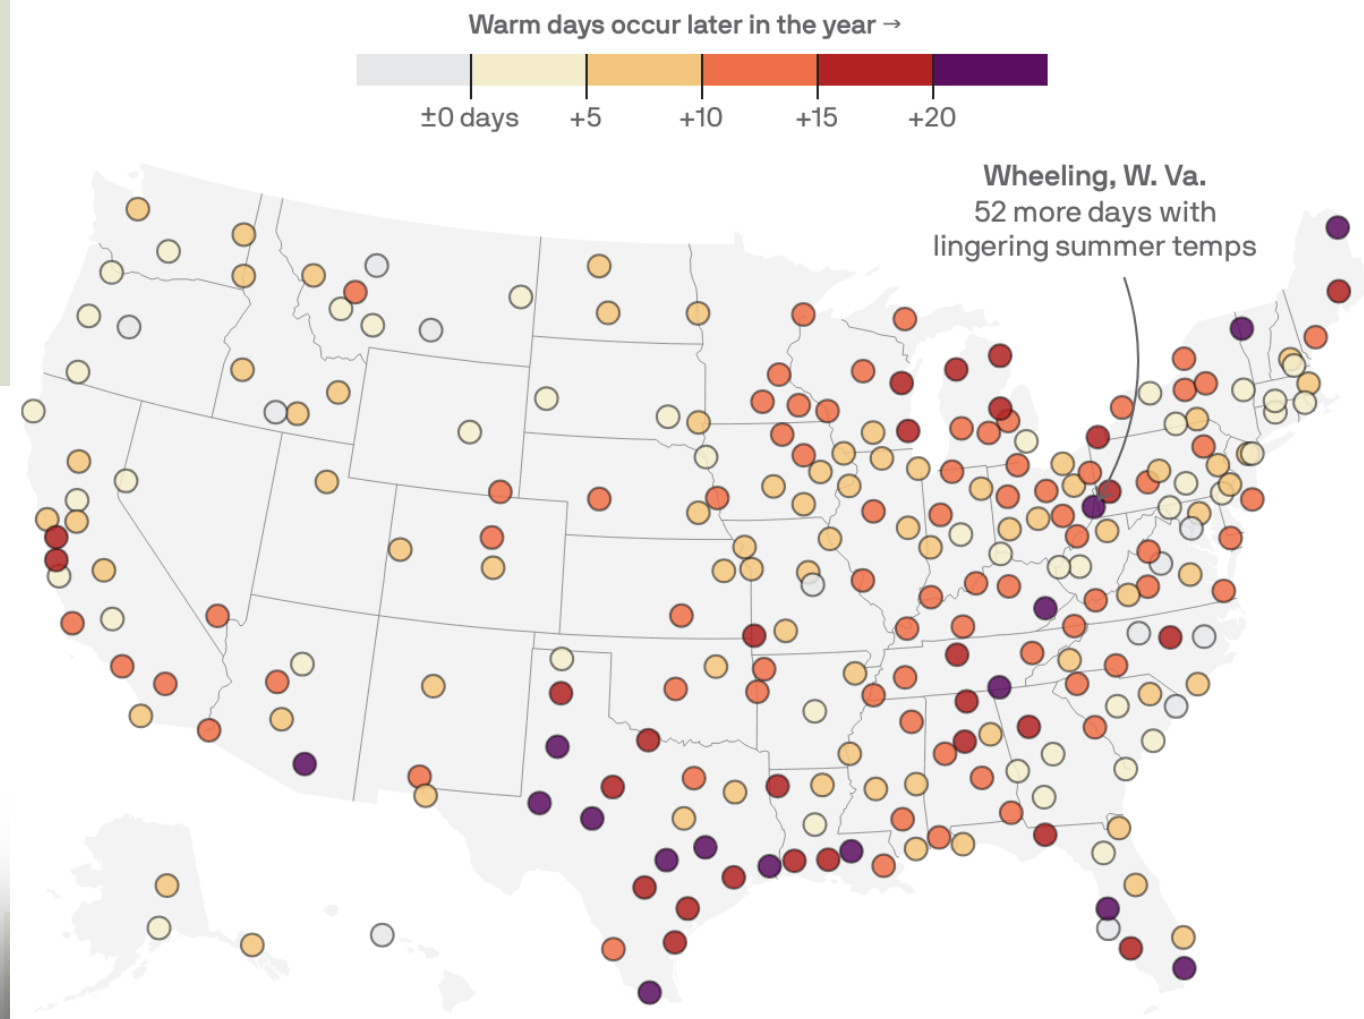 Warm days occur later in the year →
±0 days +5 +10 +15 +20
Wheeling, W. Va.
52 more days with
lingering summer temps